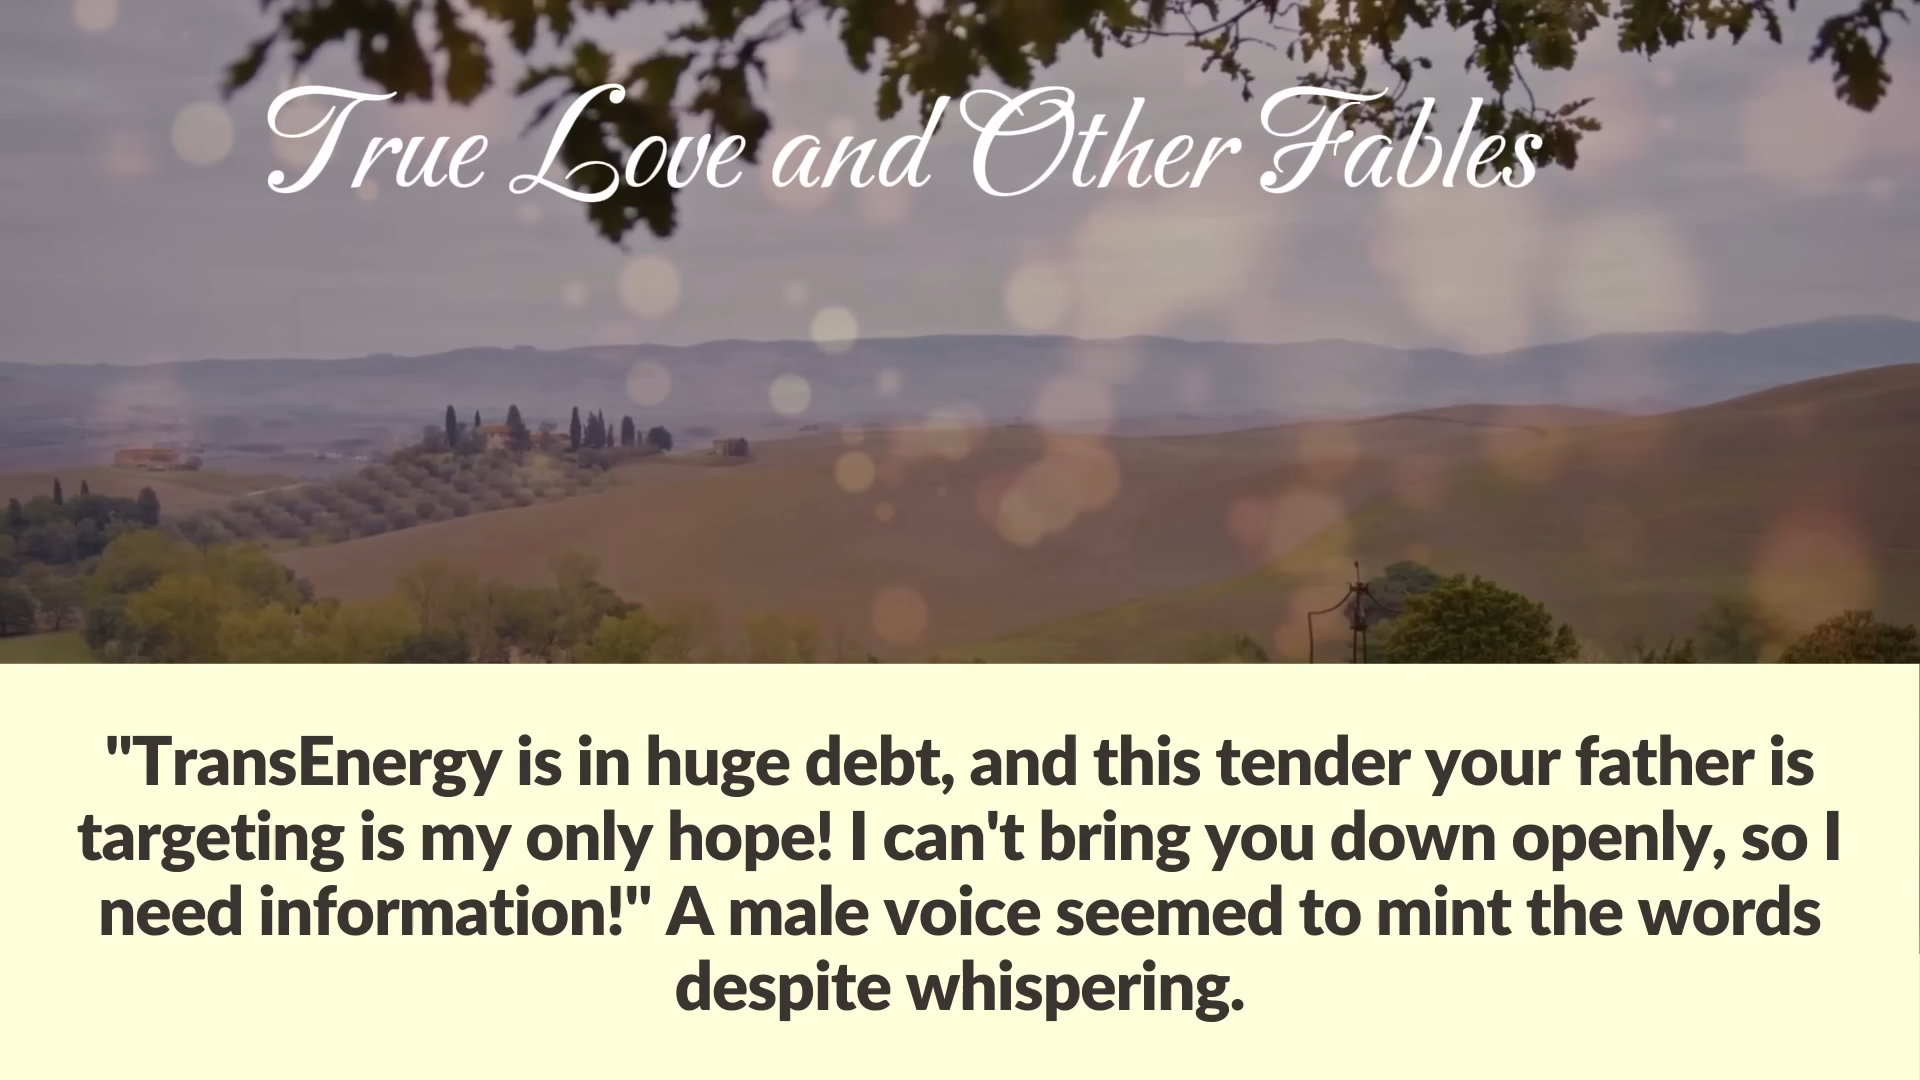 True Love and Other Fables
"TransEnergy is in huge debt, and this tender your father is
targeting is my only hope! I can't bring you down openly, so I
need information!" A male voice seemed to mint the words
despite whispering.